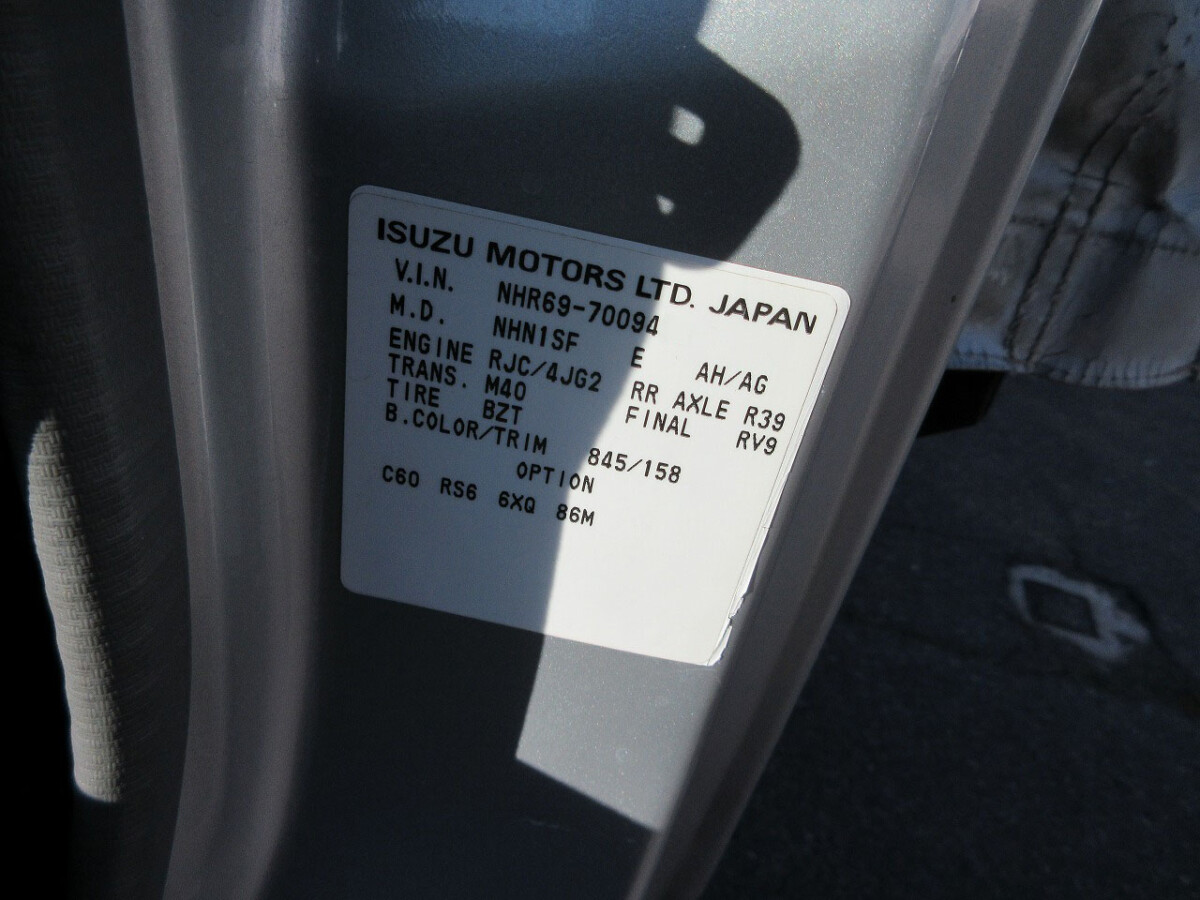 ISUZU MOTORS LTD. JAPAN
V.I.N. NHR69-70094
M.D. NHN1SF E AH/AG
ENGINE RJC/4JG2 RR AXLE R39
TRANS. M40 FINAL RV9
TIRE BZT
B.COLOR/TRIM 845/158
OPTION
C60 RS6 6XQ 86M